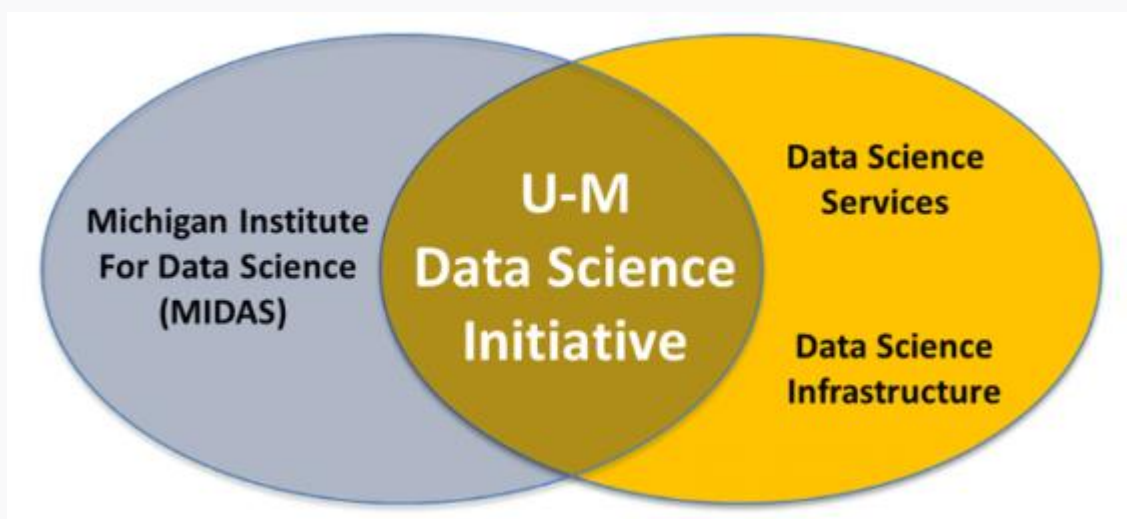 Michigan Institute
For Data Science
(MIDAS)
U-M
Data Science
Initiative
Data Science
Services
Data Science
Infrastructure